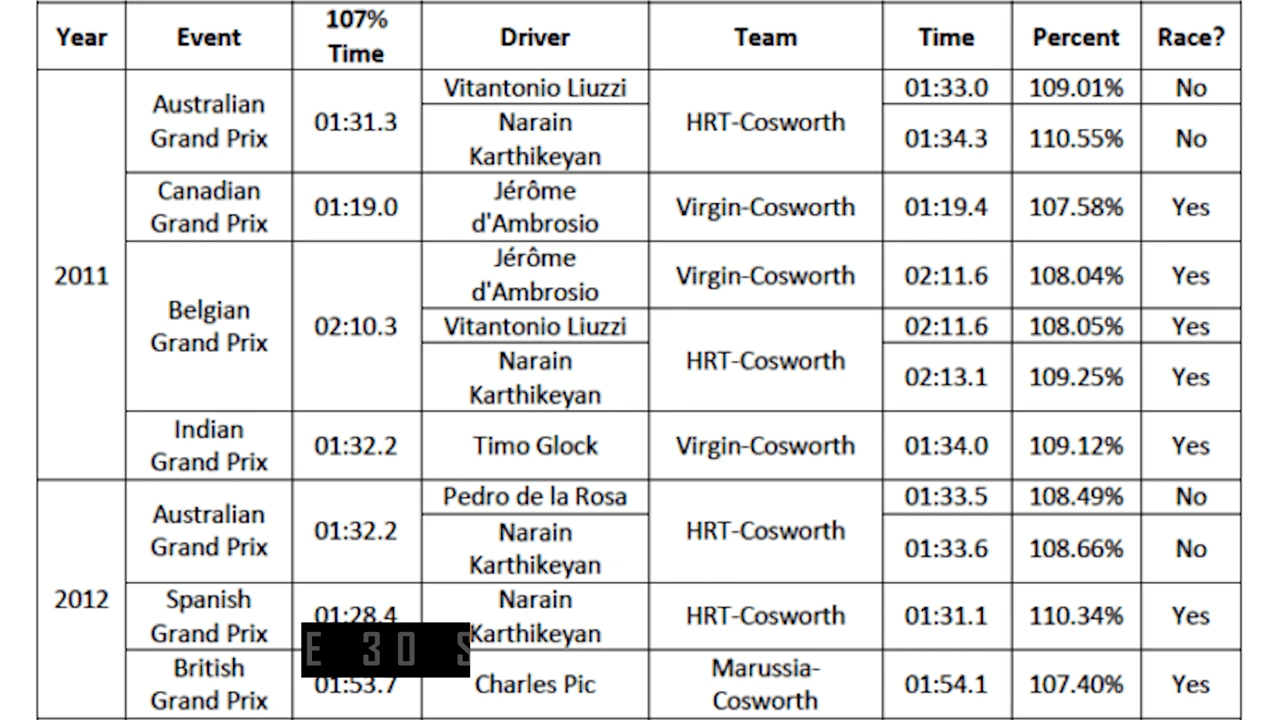 Year Event 107% Time Driver Team Time Percent Race?
2011 Australian Grand Prix 01:31.3 Vitantonio Liuzzi HRT-Cosworth 01:33.0 109.01% No
Narain Karthikeyan 01:34.3 110.55% No
Canadian Grand Prix 01:19.0 Jérôme d'Ambrosio Virgin-Cosworth 01:19.4 107.58% Yes
Belgian Grand Prix 02:10.3 Jérôme d'Ambrosio Virgin-Cosworth 02:11.6 108.04% Yes
Vitantonio Liuzzi HRT-Cosworth 02:11.6 108.05% Yes
Narain Karthikeyan 02:13.1 109.25% Yes
Indian Grand Prix 01:32.2 Timo Glock Virgin-Cosworth 01:34.0 109.12% Yes
2012 Australian Grand Prix 01:32.2 Pedro de la Rosa HRT-Cosworth 01:33.5 108.49% No
Narain Karthikeyan 01:33.6 108.66% No
Spanish Grand Prix 01:28.4 Narain Karthikeyan HRT-Cosworth 01:31.1 110.34% Yes
E 30 S
British Grand Prix 01:53.7 Charles Pic Marussia-Cosworth 01:54.1 107.40% Yes